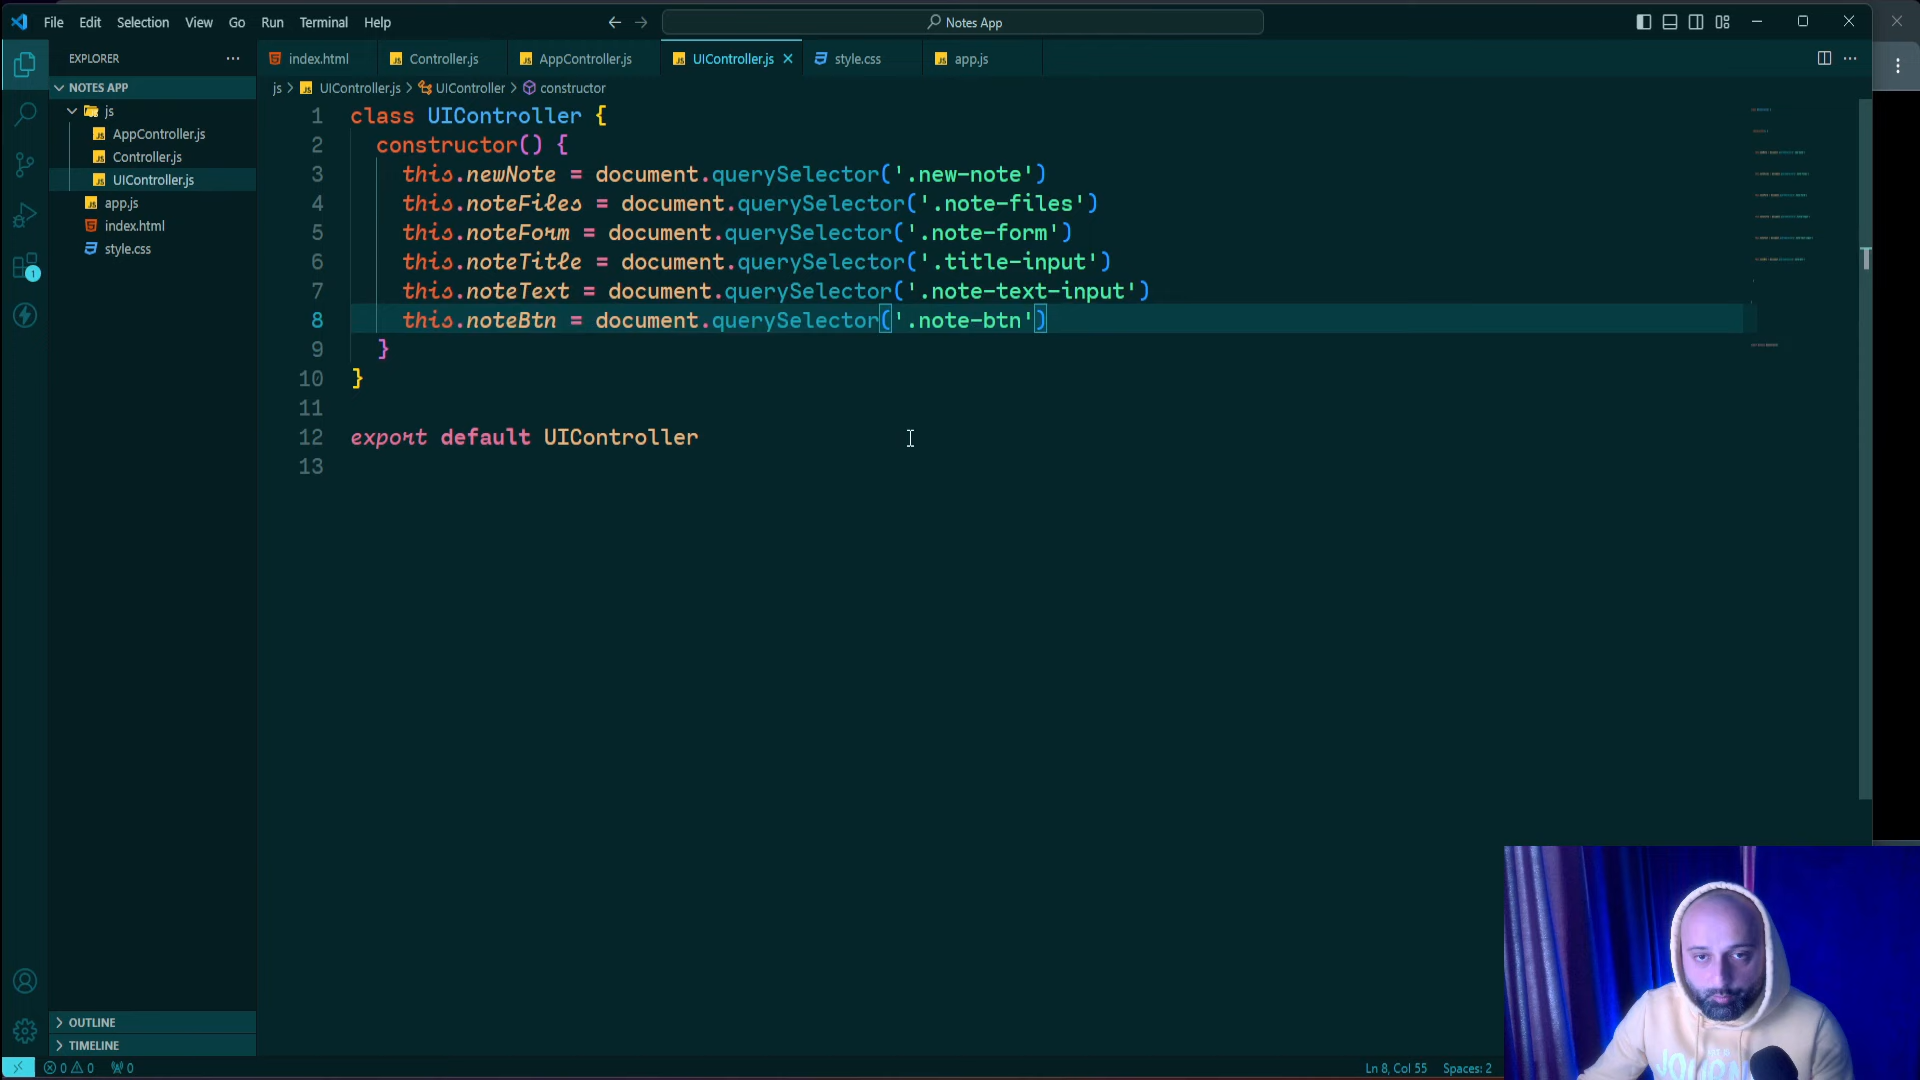 File Edit Selection View Go Run Terminal Help
Notes App
EXPLORER
index.html
Controller.js
AppController.js
UIController.js
style.css
app.js
NOTES APP
js
AppController.js
Controller.js
UIController.js
app.js
index.html
style.css
js > UIController.js > UIController > constructor
1 class UIController {
2 constructor() {
3 this.newNote = document.querySelector('.new-note')
4 this.noteFiles = document.querySelector('.note-files')
5 this.noteForm = document.querySelector('.note-form')
6 this.noteTitle = document.querySelector('.title-input')
7 this.noteText = document.querySelector('.note-text-input')
8 this.noteBtn = document.querySelector('.note-btn')
9 }
10 }
11
12 export default UIController
13
1
OUTLINE
TIMELINE
0 0 0
Ln 8, Col 55 Spaces: 2